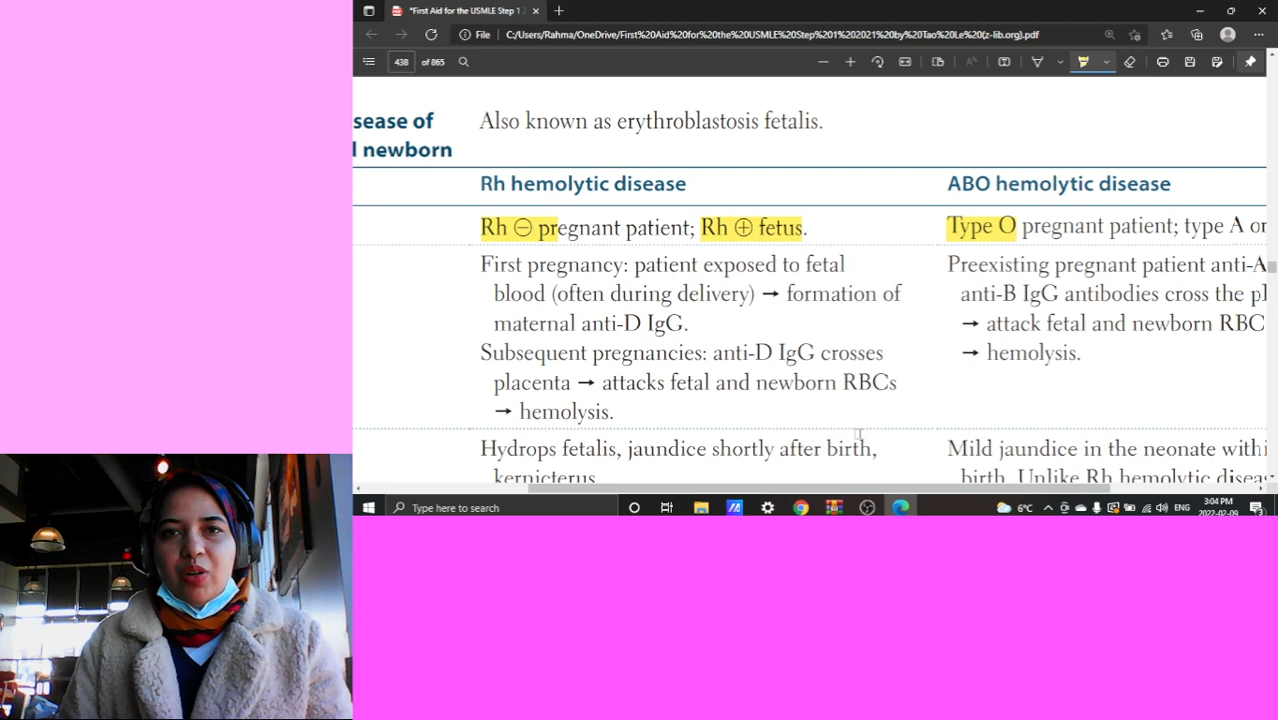 *First Aid for the USMLE Step 1 2
File
C:/Users/Rahma/OneDrive/First%20Aid%20for%20the%20USMLE%20Step%201%202021%20by%20Tao%20Le%20(z-lib.org).pdf
438 of 865
sease of
newborn
Also known as erythroblastosis fetalis.
Rh hemolytic disease
ABO hemolytic disease
Rh ⊖ pregnant patient; Rh ⊕ fetus.
Type O pregnant patient; type A or
First pregnancy: patient exposed to fetal
blood (often during delivery) → formation of
maternal anti-D IgG.
Subsequent pregnancies: anti-D IgG crosses
placenta → attacks fetal and newborn RBCs
→ hemolysis.
Preexisting pregnant patient anti-A
anti-B IgG antibodies cross the pl
→ attack fetal and newborn RBC
→ hemolysis.
Hydrops fetalis, jaundice shortly after birth,
kernicterus
Mild jaundice in the neonate withi
birth. Unlike Rh hemolytic diseas
Type here to search
6°C
ENG
3:04 PM
2022-02-09